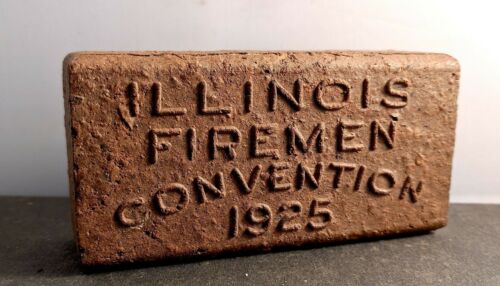 ILLINOIS
FIREMEN
CONVENTION
1925